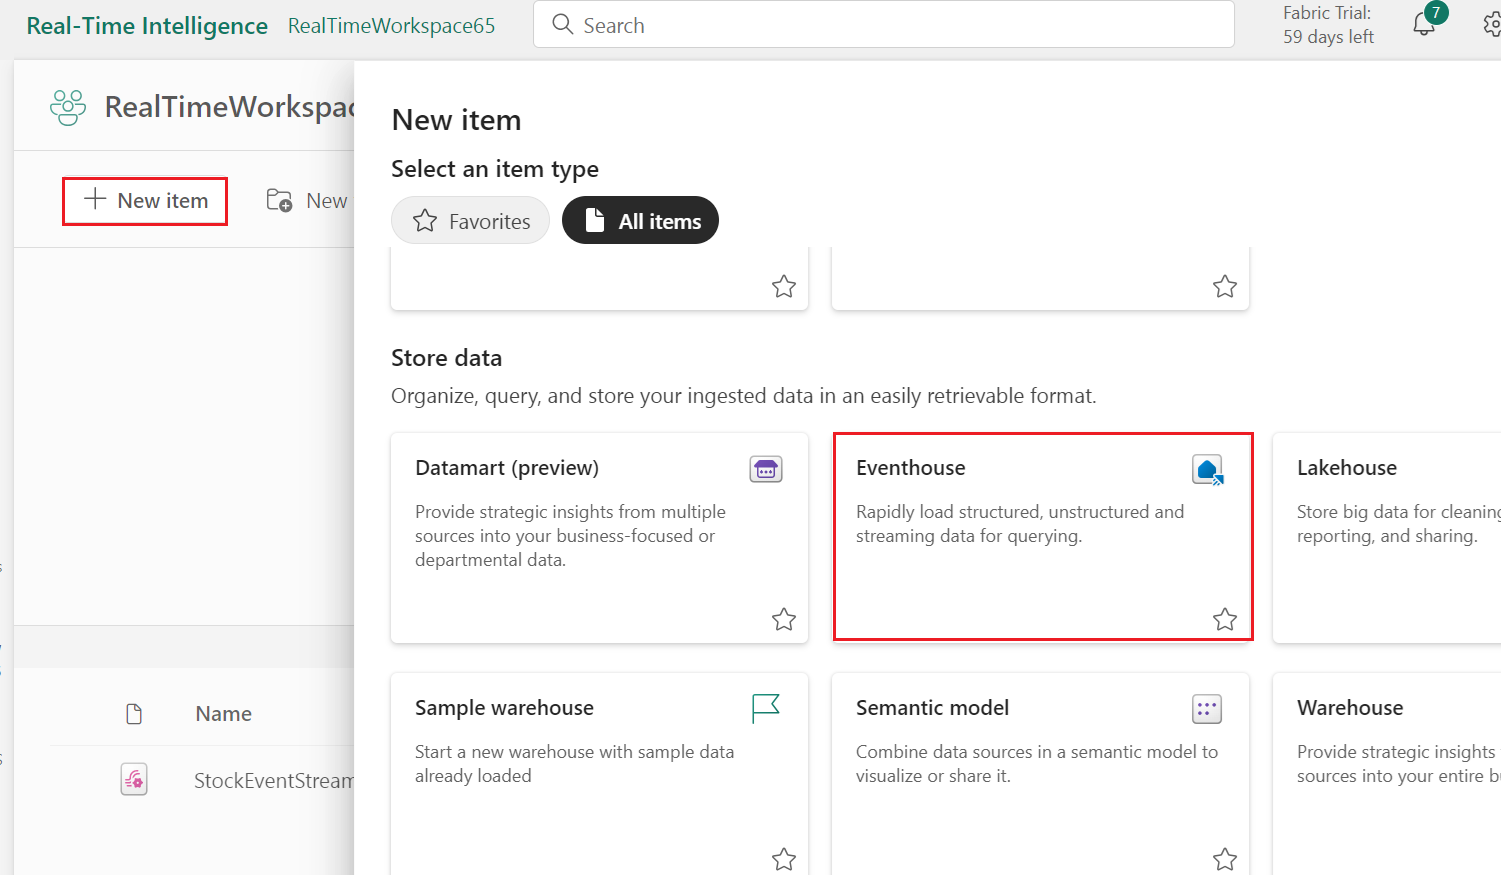 Real-Time Intelligence RealTimeWorkspace65 Search Fabric Trial: 7
59 days left
RealTimeWorkspac
New item
Select an item type
New item New
Favorites All items
Store data
Organize, query, and store your ingested data in an easily retrievable format.
Datamart (preview)
Provide strategic insights from multiple
sources into your business-focused or
departmental data.
Eventhouse
Rapidly load structured, unstructured and
streaming data for querying.
Lakehouse
Store big data for cleaning
reporting, and sharing.
Sample warehouse
Start a new warehouse with sample data
already loaded
Semantic model
Combine data sources in a semantic model to
visualize or share it.
Warehouse
Provide strategic insights
sources into your entire b
Name
StockEventStream